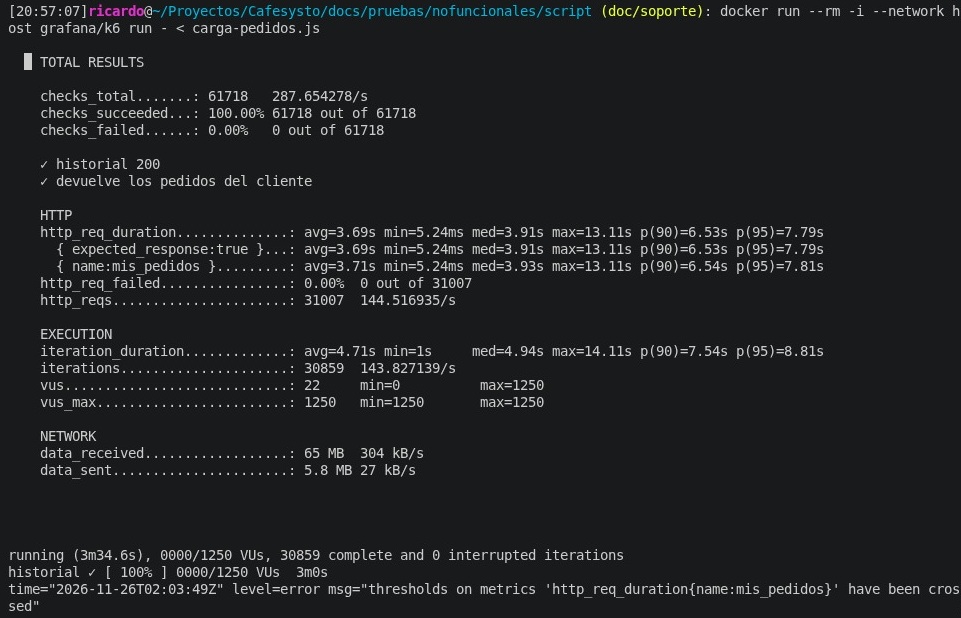 [20:57:07]ricardo@~/Proyectos/Cafesysto/docs/pruebas/nofuncionales/script (doc/soporte): docker run --rm -i --network h
ost grafana/k6 run - < carga-pedidos.js
█ TOTAL RESULTS
checks_total.......: 61718   287.654278/s
checks_succeeded...: 100.00% 61718 out of 61718
checks_failed......: 0.00%   0 out of 61718
✓ historial 200
✓ devuelve los pedidos del cliente
HTTP
http_req_duration..............: avg=3.69s min=5.24ms med=3.91s max=13.11s p(90)=6.53s p(95)=7.79s
{ expected_response:true }...: avg=3.69s min=5.24ms med=3.91s max=13.11s p(90)=6.53s p(95)=7.79s
{ name:mis_pedidos }.........: avg=3.71s min=5.24ms med=3.93s max=13.11s p(90)=6.54s p(95)=7.81s
http_req_failed................: 0.00%  0 out of 31007
http_reqs......................: 31007  144.516935/s
EXECUTION
iteration_duration.............: avg=4.71s min=1s     med=4.94s max=14.11s p(90)=7.54s p(95)=8.81s
iterations.....................: 30859  143.827139/s
vus............................: 22     min=0         max=1250
vus_max........................: 1250   min=1250      max=1250
NETWORK
data_received..................: 65 MB  304 kB/s
data_sent......................: 5.8 MB 27 kB/s
running (3m34.6s), 0000/1250 VUs, 30859 complete and 0 interrupted iterations
historial ✓ [ 100% ] 0000/1250 VUs  3m0s
time="2026-11-26T02:03:49Z" level=error msg="thresholds on metrics 'http_req_duration{name:mis_pedidos}' have been cros
sed"